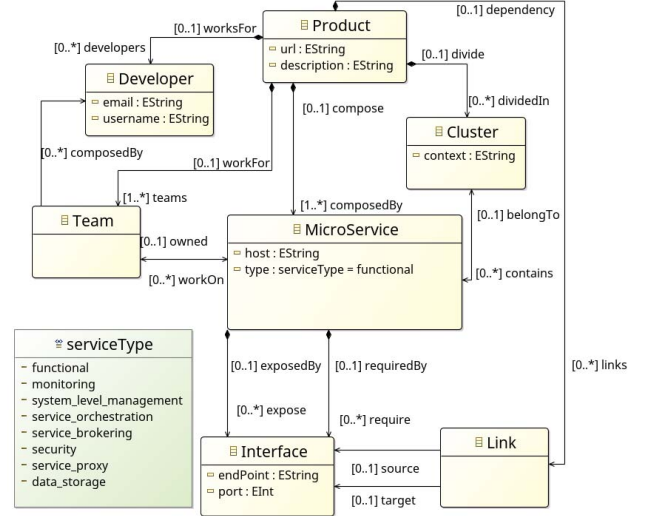 [0..1] dependency
Product
url : EString
description : EString
[0..1] worksFor
[0..*] developers
[0..1] divide
Developer
email : EString
username : EString
[0..1] compose
[0..*] dividedIn
Cluster
context : EString
[0..*] composedBy
[0..1] workFor
[1..*] teams
[1..*] composedBy
[0..1] belongTo
Team
MicroService
host : EString
type : serviceType = functional
[0..1] owned
[0..*] workOn
[0..*] contains
serviceType
functional
monitoring
system_level_management
service_orchestration
service_brokering
security
service_proxy
data_storage
[0..1] exposedBy
[0..1] requiredBy
[0..*] links
[0..*] expose
[0..*] require
Interface
endPoint : EString
port : EInt
Link
[0..1] source
[0..1] target